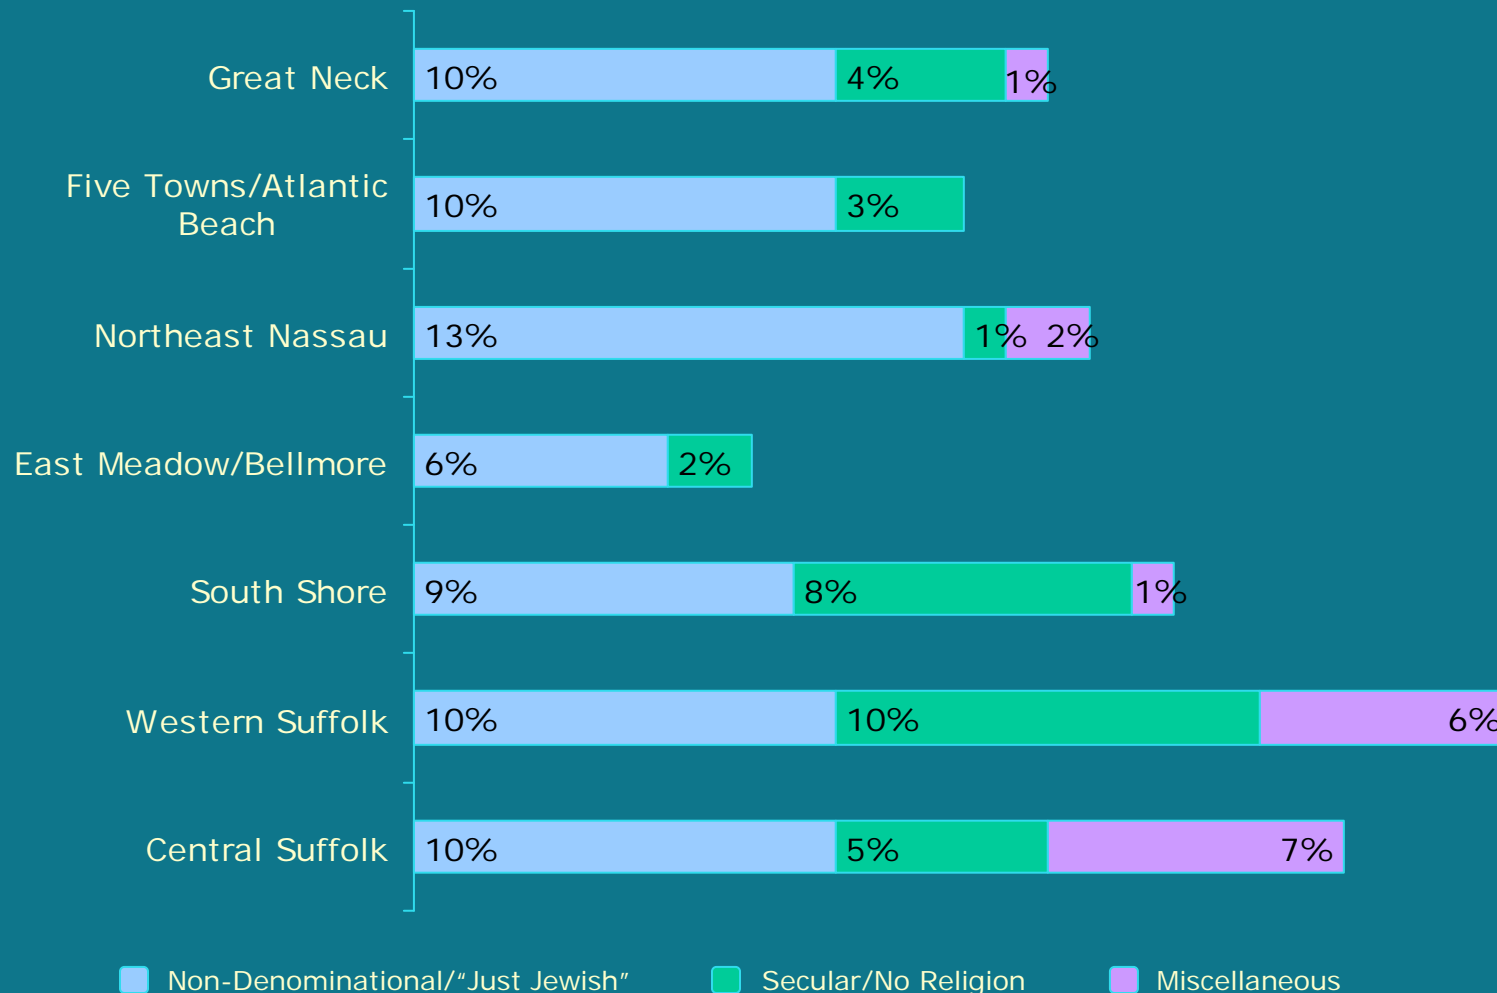 Great Neck 10% 4% 1%
Five Towns/Atlantic
Beach 10% 3%
Northeast Nassau 13% 1% 2%
East Meadow/Bellmore 6% 2%
South Shore 9% 8% 1%
Western Suffolk 10% 10% 6%
Central Suffolk 10% 5% 7%
Non-Denominational/“Just Jewish” Secular/No Religion Miscellaneous